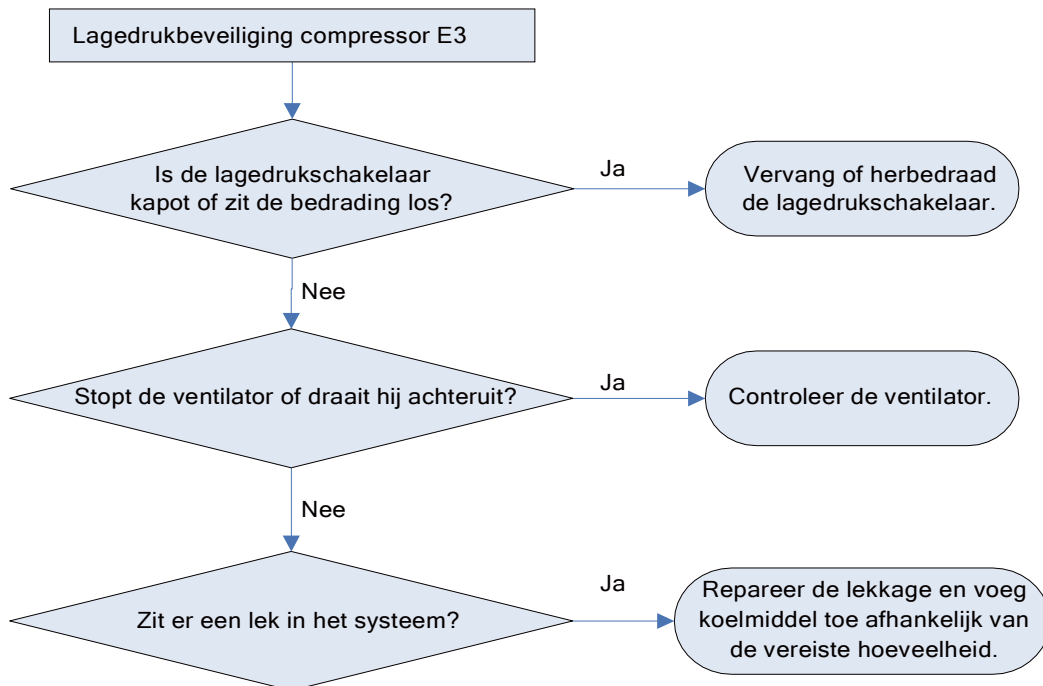 Lagedrukbeveiliging compressor E3
Is de lagedrukschakelaar
kapot of zit de bedrading los?
Ja
Vervang of herbedraad
de lagedrukschakelaar.
Nee
Stopt de ventilator of draait hij achteruit?
Ja
Controleer de ventilator.
Nee
Zit er een lek in het systeem?
Ja
Repareer de lekkage en voeg
koelmiddel toe afhankelijk van
de vereiste hoeveelheid.